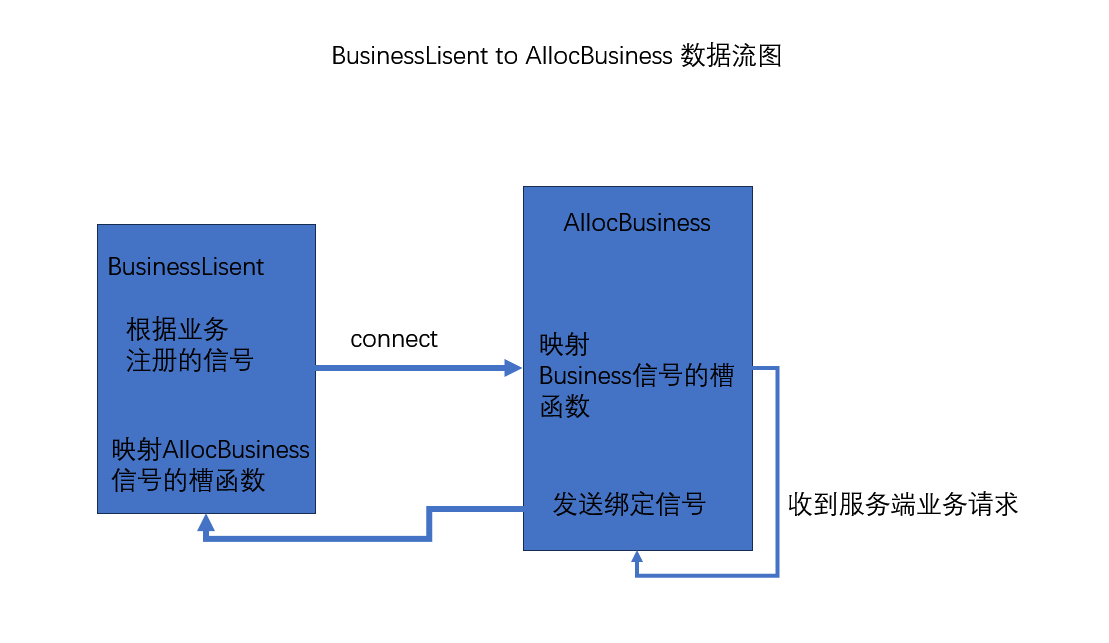 BusinessLisent to AllocBusiness 数据流图
BusinessLisent
根据业务
注册的信号
映射AllocBusiness
信号的槽函数
connect
AllocBusiness
映射
Business信号的槽
函数
发送绑定信号
收到服务端业务请求